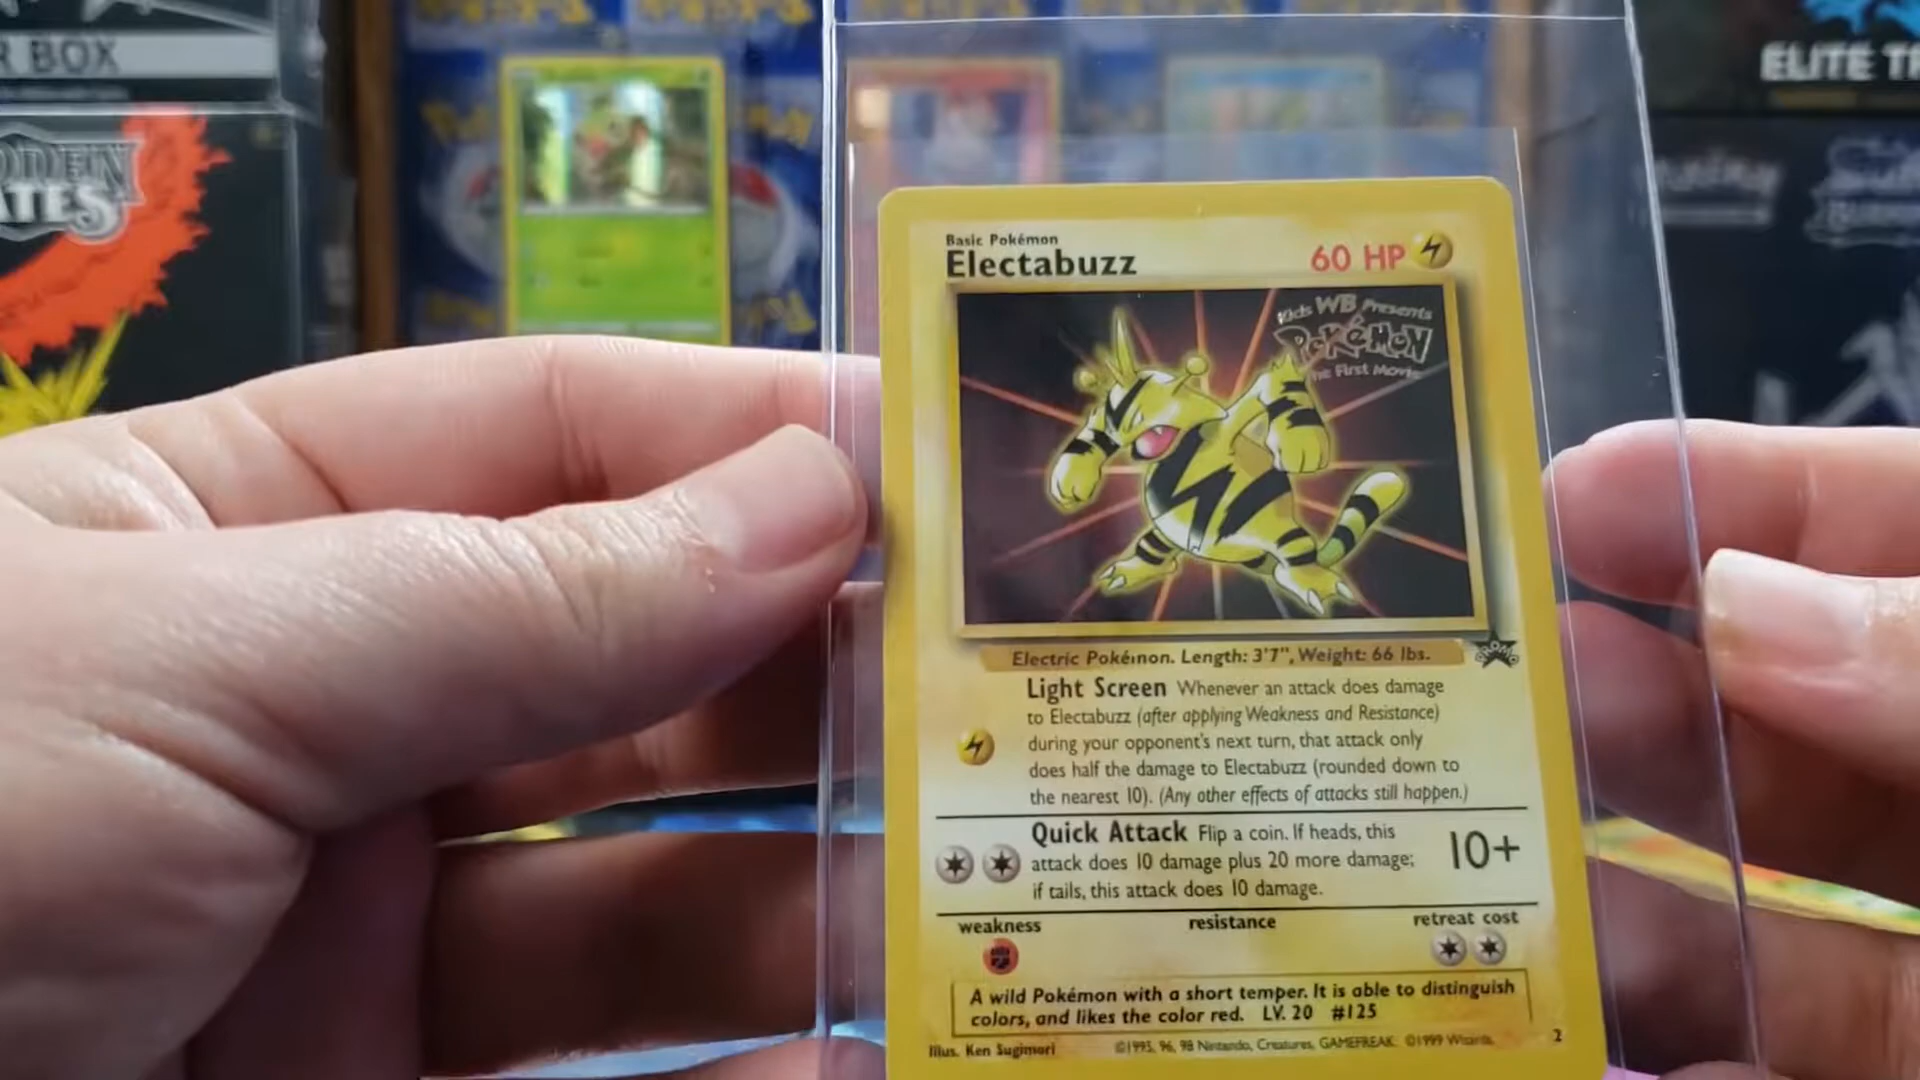 R BOX
ELITE TR
Basic Pokémon
Electabuzz
60 HP
Kids WB Presents
POKéMON
The First Movie
Electric Pokémon. Length: 3'7", Weight: 66 lbs.
PROMO
Light Screen Whenever an attack does damage
to Electabuzz (after applying Weakness and Resistance)
during your opponent's next turn, that attack only
does half the damage to Electabuzz (rounded down to
the nearest 10). (Any other effects of attacks still happen.)
Quick Attack Flip a coin. If heads, this
attack does 10 damage plus 20 more damage;
if tails, this attack does 10 damage.
10+
weakness
resistance
retreat cost
A wild Pokémon with a short temper. It is able to distinguish
colors, and likes the color red. LV. 20 #125
Illus. Ken Sugimori
©1995, 96, 98 Nintendo, Creatures, GAMEFREAK. ©1999 Wizards.
2